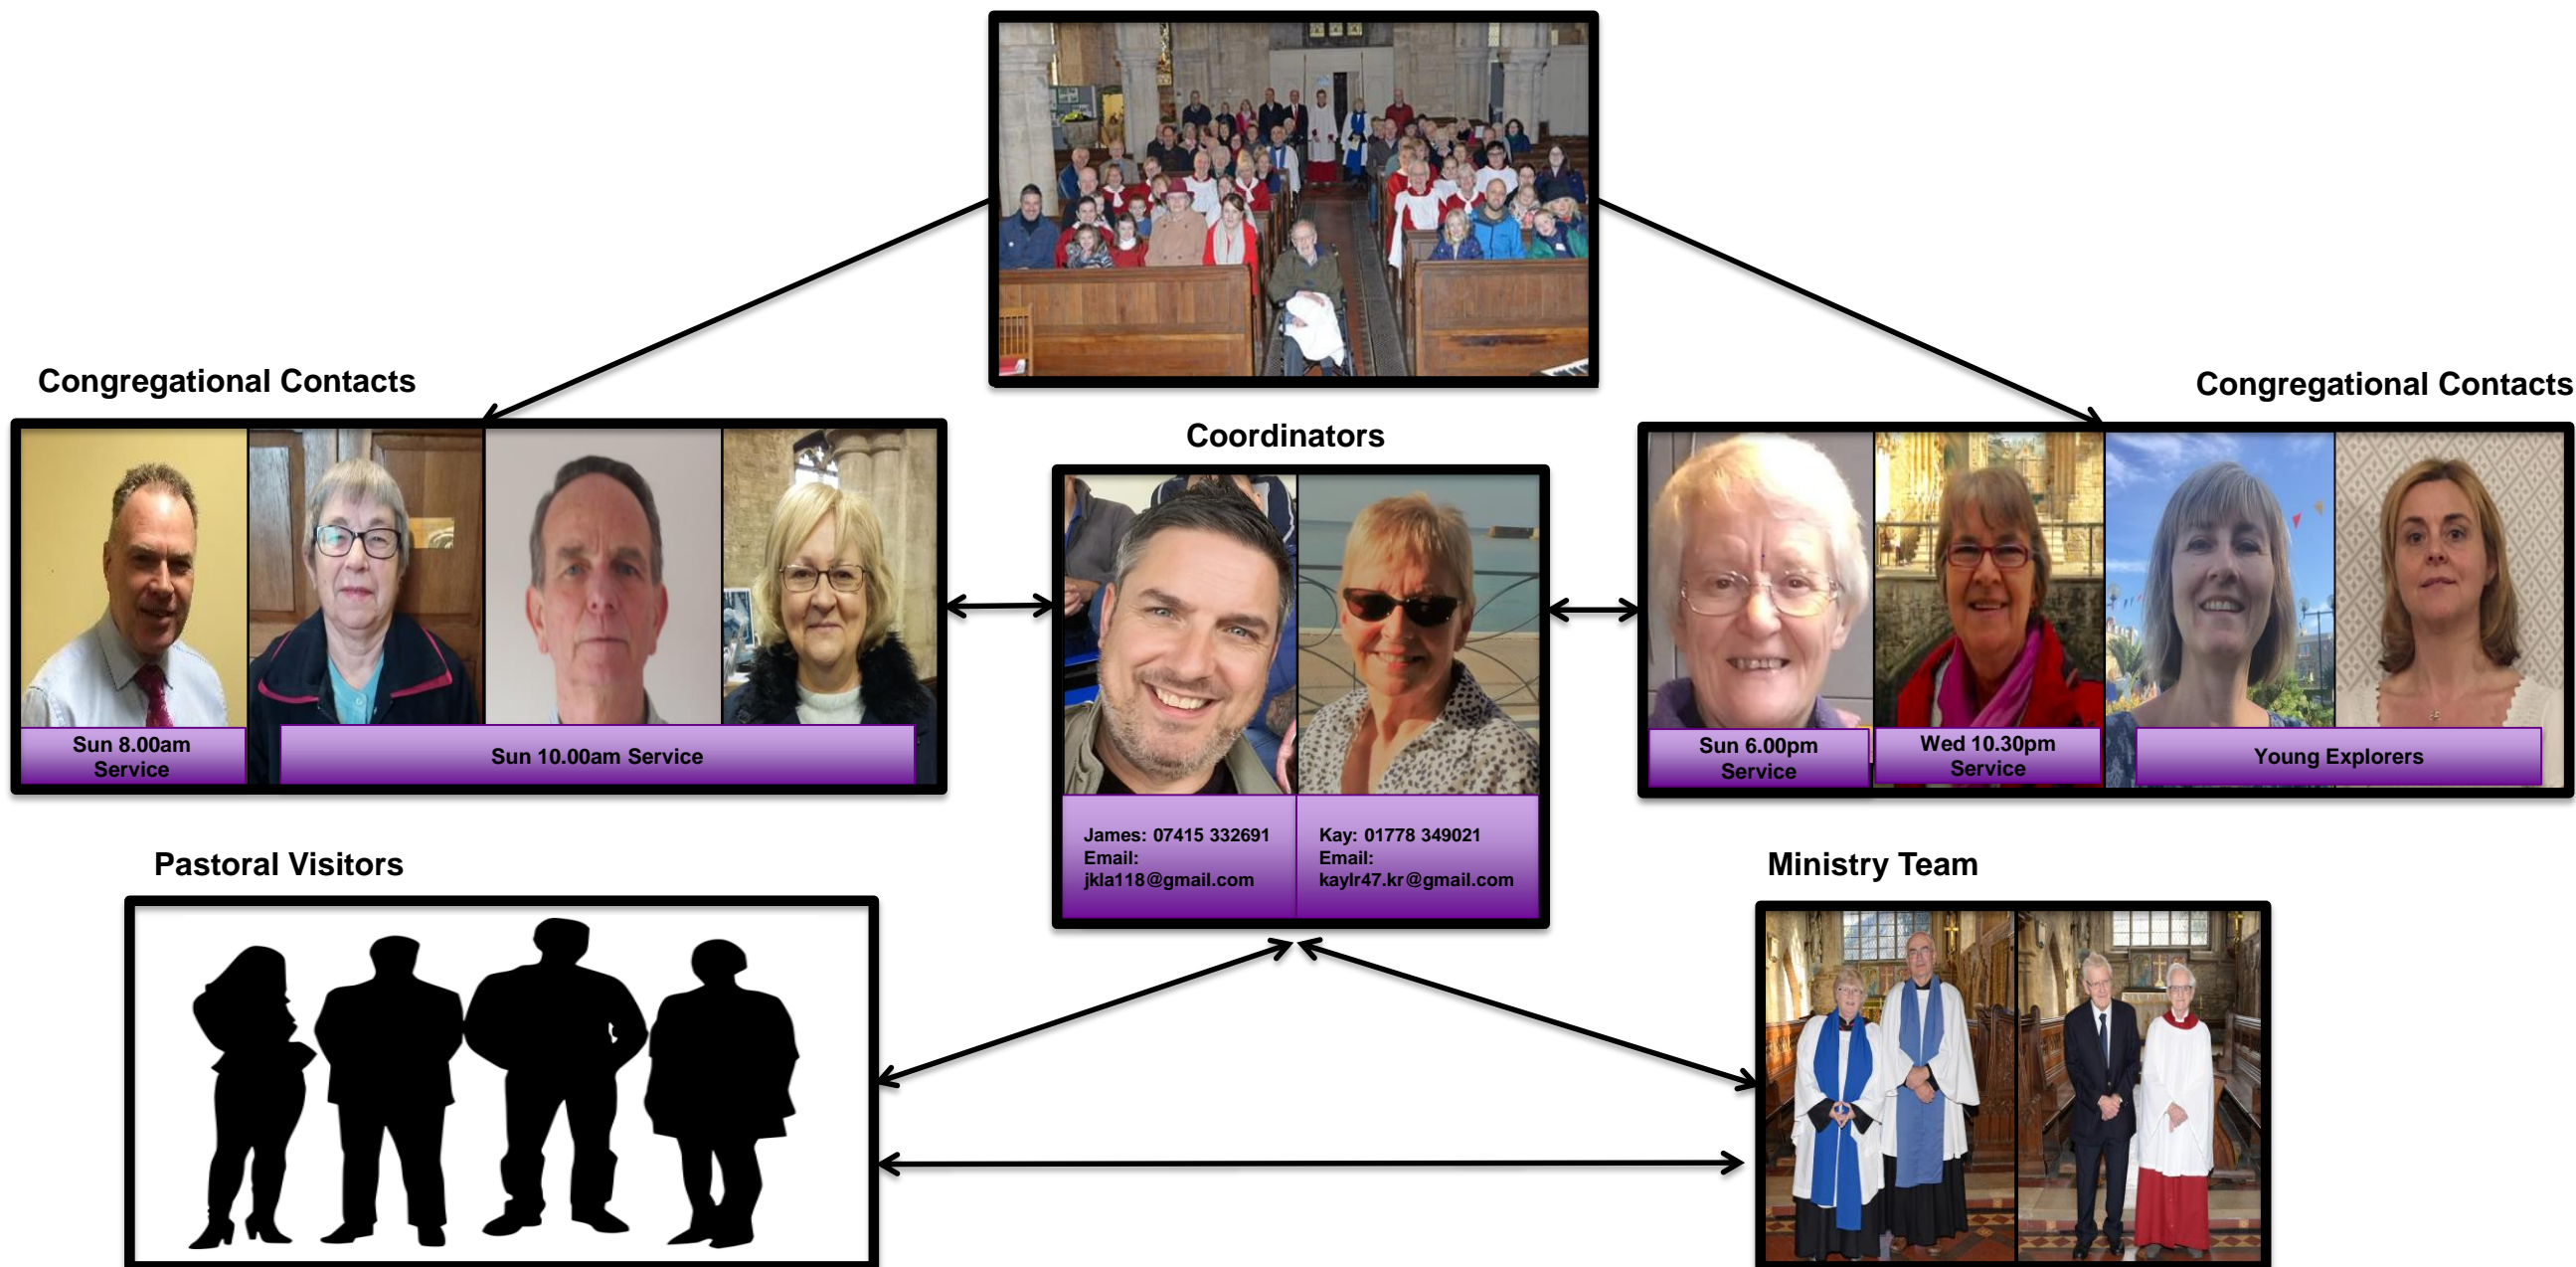 Congregational Contacts
Congregational Contacts
Coordinators
Sun 8.00am
Service
Sun 10.00am Service
Sun 6.00pm
Service
Wed 10.30pm
Service
Young Explorers
James: 07415 332691
Email:
jkla118@gmail.com
Kay: 01778 349021
Email:
kaylr47.kr@gmail.com
Pastoral Visitors
Ministry Team